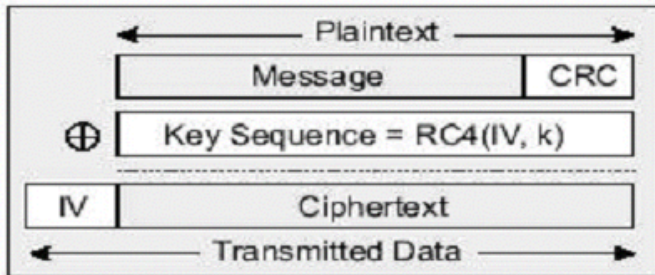 Plaintext
Message CRC
⊕ Key Sequence = RC4(IV, k)
IV Ciphertext
Transmitted Data